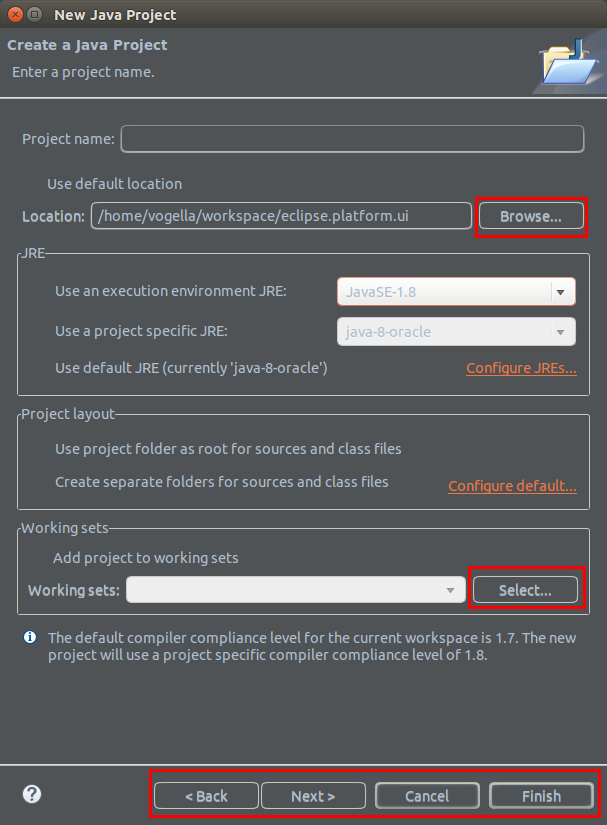 New Java Project
Create a Java Project
Enter a project name.
Project name:
Use default location
Location: /home/vogella/workspace/eclipse.platform.ui Browse...
JRE
Use an execution environment JRE: JavaSE-1.8
Use a project specific JRE: java-8-oracle
Use default JRE (currently 'java-8-oracle') Configure JREs...
Project layout
Use project folder as root for sources and class files
Create separate folders for sources and class files Configure default...
Working sets
Add project to working sets
Working sets: Select...
The default compiler compliance level for the current workspace is 1.7. The new
project will use a project specific compiler compliance level of 1.8.
< Back Next > Cancel Finish